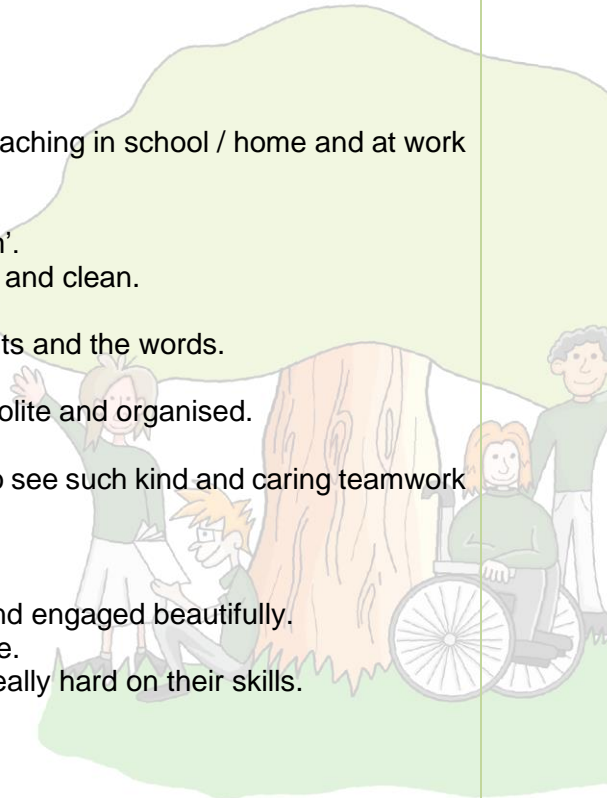 aching in school / home and at work
’.
and clean.
ts and the words.
olite and organised.
see such kind and caring teamwork
nd engaged beautifully.
e.
eally hard on their skills.